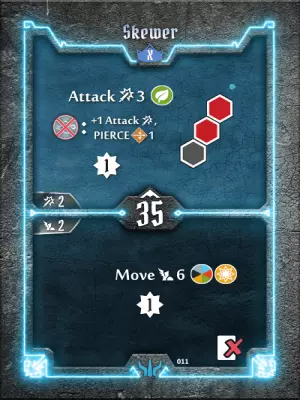 Skewer
X
Attack 3
+1 Attack,
PIERCE 1
1
2
35
2
Move 6
1
011